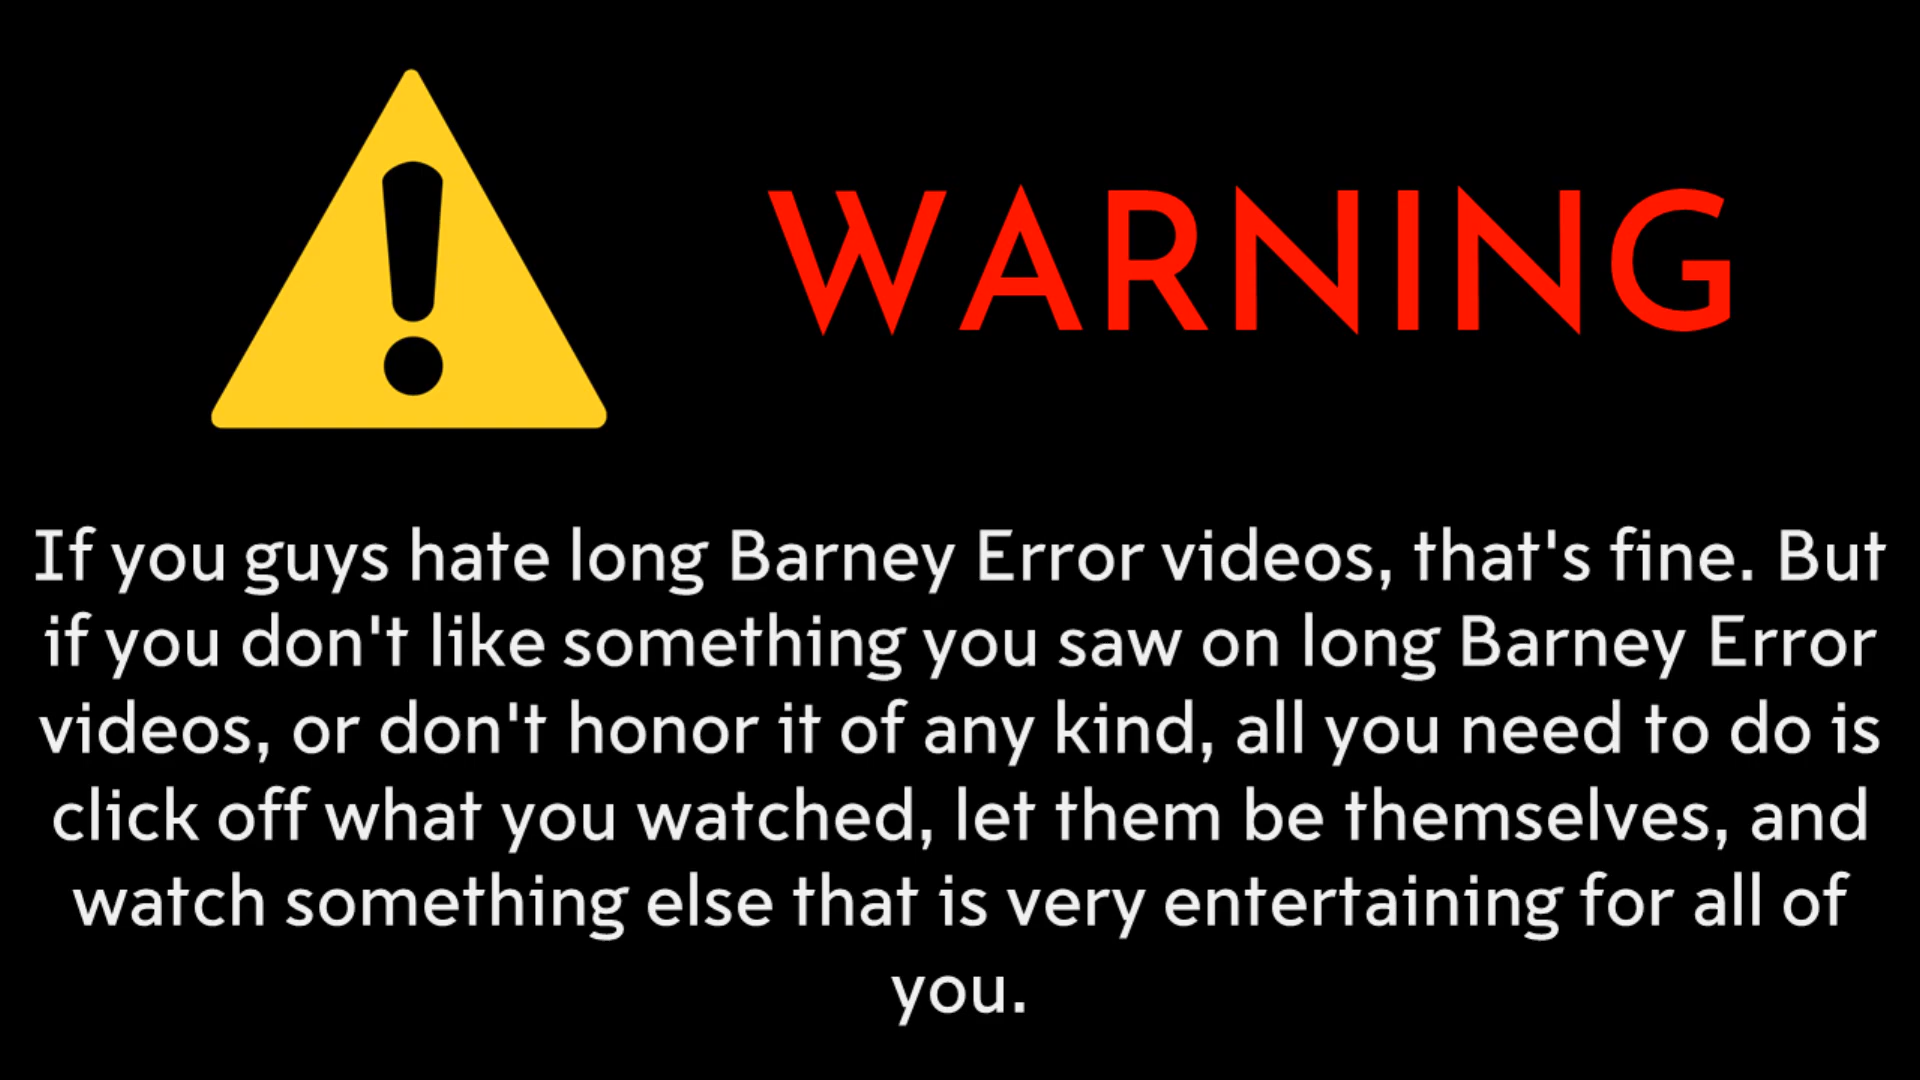 WARNING
If you guys hate long Barney Error videos, that's fine. But
if you don't like something you saw on long Barney Error
videos, or don't honor it of any kind, all you need to do is
click off what you watched, let them be themselves, and
watch something else that is very entertaining for all of
you.